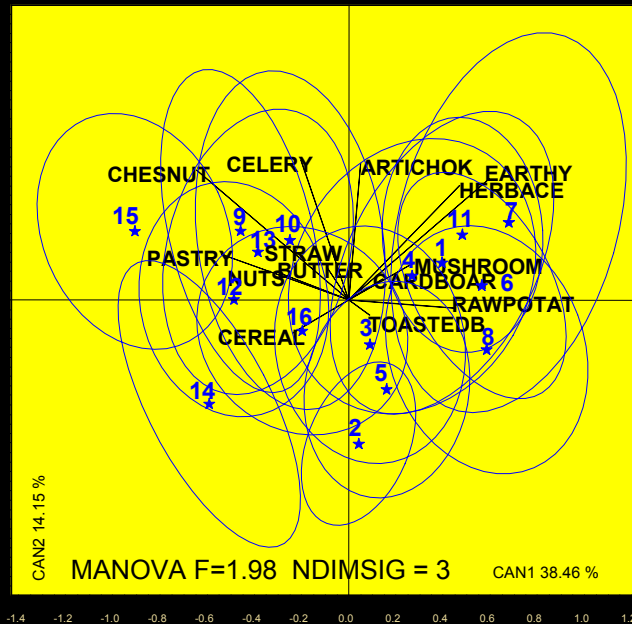 CHESNUT CELERY ARTICHOK EARTHY
HERBACE
15 9 10 11 7
13 STRAW
PASTRY 4 1
NUTS BUTTER MUSHROOM
12 CARDBOAR 6
RAWPOTAT
16 TOASTEDB
CEREAL 3 8
14 5
2
CAN2 14.15 %
MANOVA F=1.98 NDIMSIG = 3 CAN1 38.46 %
-1.4 -1.2 -1.0 -0.8 -0.6 -0.4 -0.2 0.0 0.2 0.4 0.6 0.8 1.0 1.2